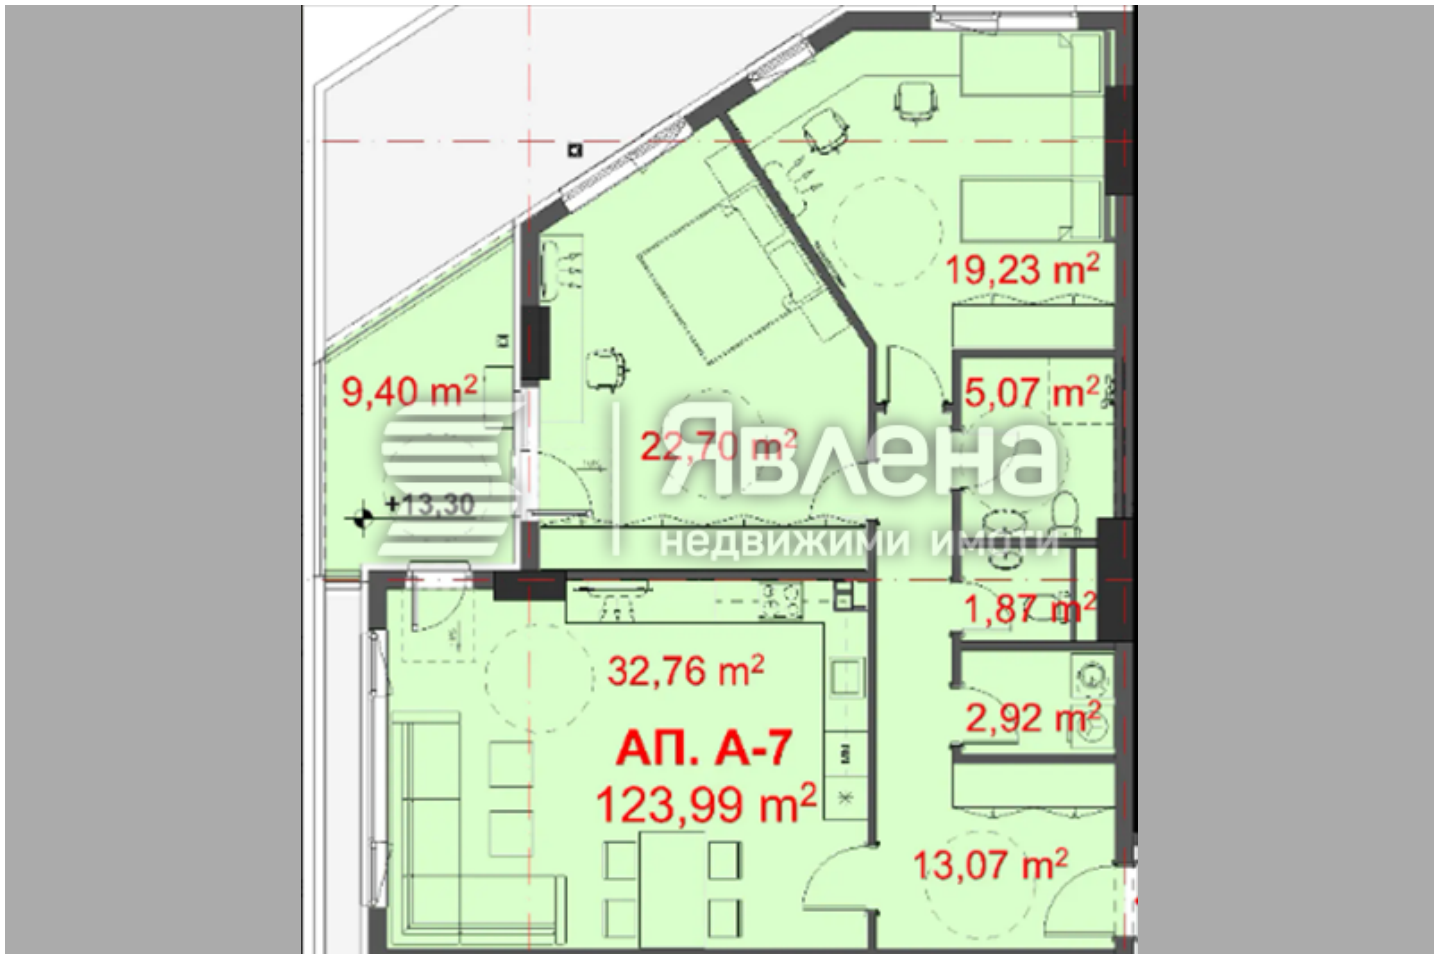 19,23 m²
9,40 m²
5,07 m²
22,70 m²
Явлена
недвижими имоти
+13,30
1,87 m²
32,76 m²
2,92 m²
АП. А-7
123,99 m²
13,07 m²